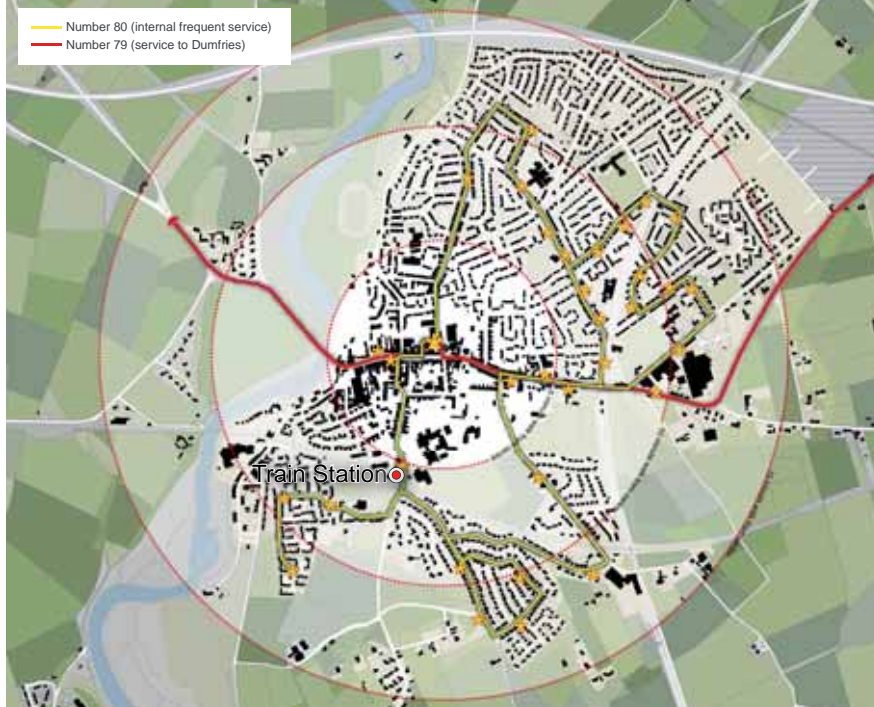 Number 80 (internal frequent service)
Number 79 (service to Dumfries)
Train Station